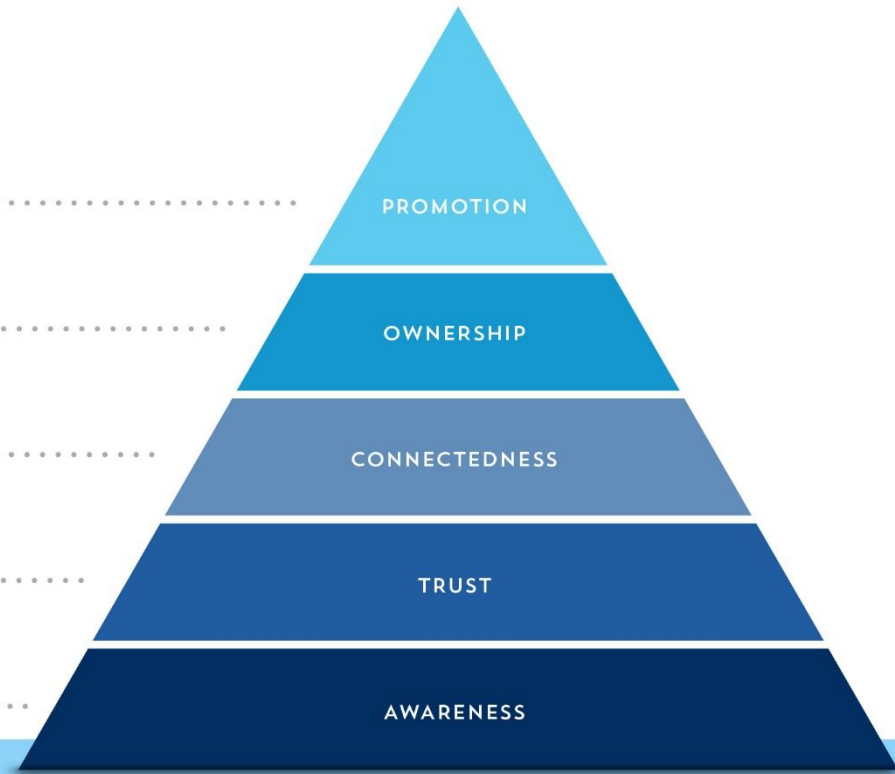 PROMOTION
OWNERSHIP
CONNECTEDNESS
TRUST
AWARENESS